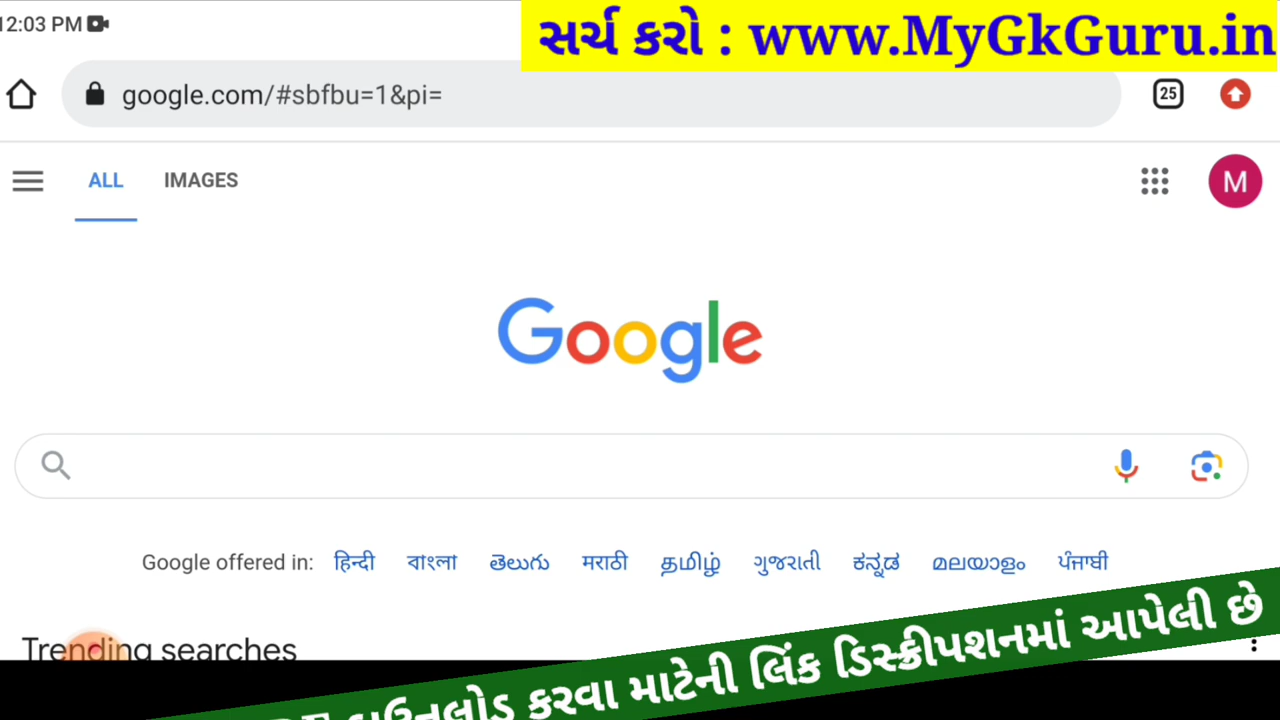 12:03 PM
સર્ચ કરો : www.MyGkGuru.in
google.com/#sbfbu=1&pi=
25
ALL IMAGES
M
Google
Google offered in: हिन्दी বাংলা తెలుగు मराठी தமிழ் ગુજરાતી ಕನ್ನಡ മലയാളം ਪੰਜਾਬੀ
Trending searches
ડાઉનલોડ કરવા માટેની લિંક ડિસ્ક્રીપશનમાં આપેલી છે